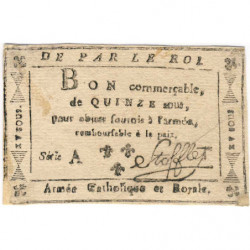 DE PAR LE ROI.
BON commerçable,
de QUINZE sous,
pour objets fournis à l'armée,
remboursable à la paix.
Série A
Stofflet
Armée Catholique et Royale.